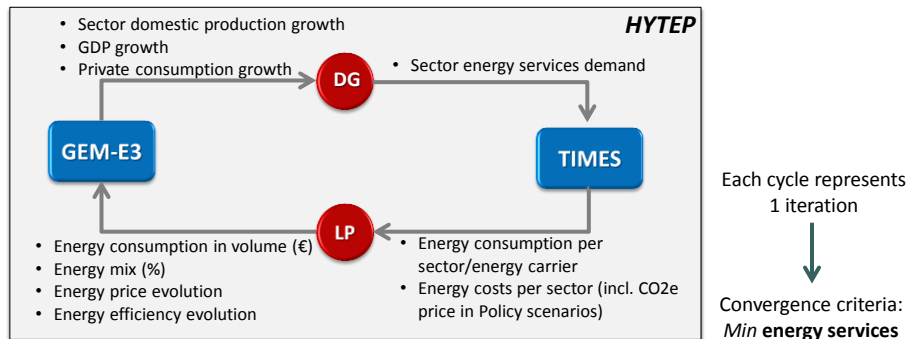 HYTEP
• Sector domestic production growth
• GDP growth
• Private consumption growth
DG
• Sector energy services demand
GEM-E3
TIMES
LP
• Energy consumption in volume (€)
• Energy mix (%)
• Energy price evolution
• Energy efficiency evolution
• Energy consumption per
sector/energy carrier
• Energy costs per sector (incl. CO2e
price in Policy scenarios)
Each cycle represents
1 iteration
Convergence criteria:
Min energy services